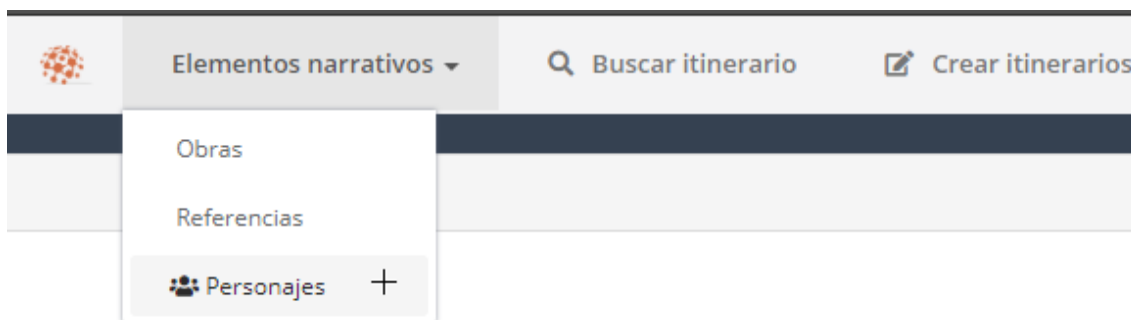 Elementos narrativos Buscar itinerario Crear itinerarios
Obras
Referencias
Personajes +